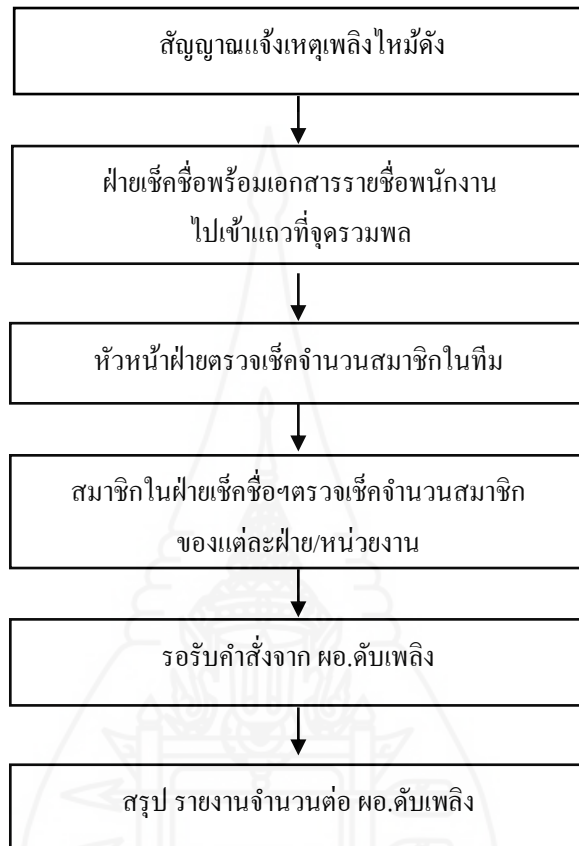 สัญญาณแจ้งเหตุเพลิงไหม้ดัง
ฝ่ายเช็คชื่อพร้อมเอกสารรายชื่อพนักงาน
ไปเข้าแถวที่จุดรวมพล
หัวหน้าฝ่ายตรวจเช็คจำนวนสมาชิกในทีม
สมาชิกในฝ่ายเช็คชื่อฯตรวจเช็คจำนวนสมาชิก
ของแต่ละฝ่าย/หน่วยงาน
รอรับคำสั่งจาก ผอ.ดับเพลิง
สรุป รายงานจำนวนต่อ ผอ.ดับเพลิง